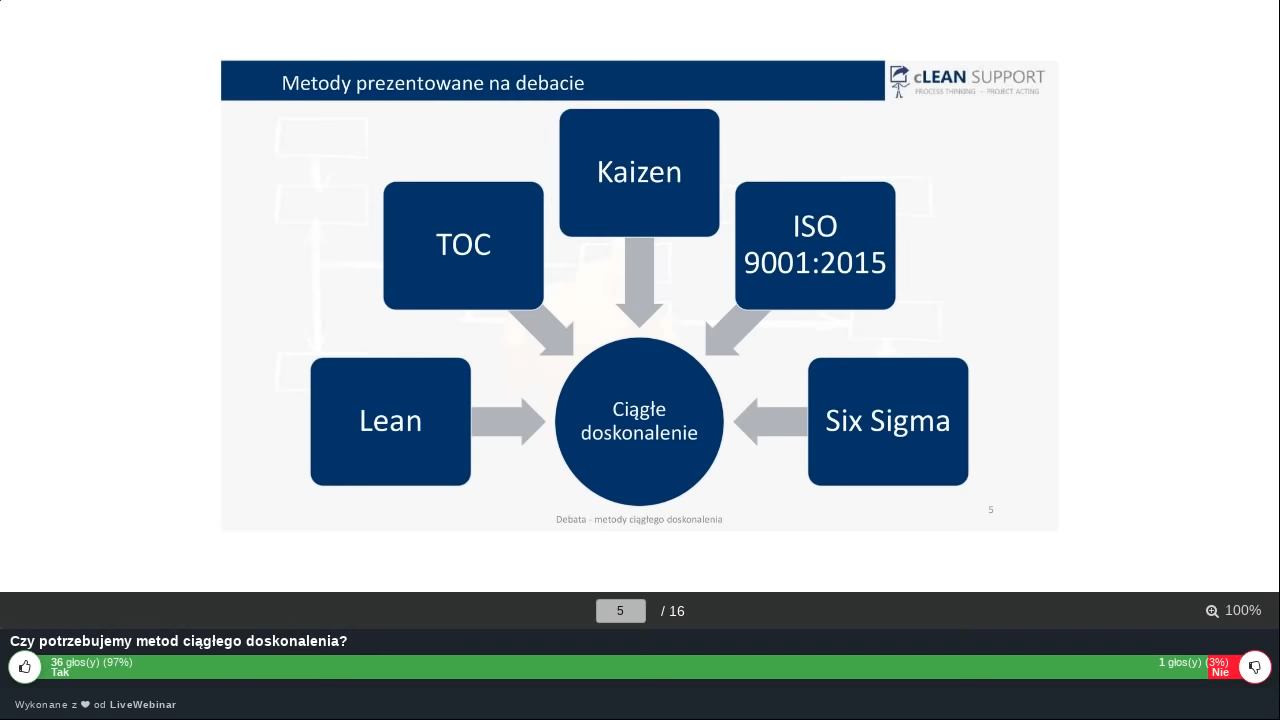 Metody prezentowane na debacie
cLEAN SUPPORT
PROCESS THINKING – PROJECT ACTING
Kaizen
TOC
ISO
9001:2015
Lean
Ciągłe
doskonalenie
Six Sigma
5
Debata - metody ciągłego doskonalenia
5 / 16
100%
Czy potrzebujemy metod ciągłego doskonalenia?
36 głos(y) (97%)
Tak
1 głos(y) (3%)
Nie
Wykonane z ❤ od LiveWebinar